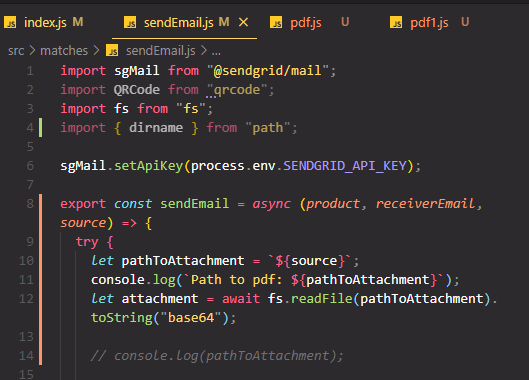 JS index.js JS sendEmail.js M × JS pdf.js U JS pdf1.js U
src > matches > JS sendEmail.js > ...
1 import sgMail from "@sendgrid/mail";
2 import QRCode from "qrcode";
3 import fs from "fs";
4 import { dirname } from "path";
5
6 sgMail.setApiKey(process.env.SENDGRID_API_KEY);
7
8 export const sendEmail = async (product, receiverEmail,
source) => {
9 try {
10 let pathToAttachment = `${source}`;
11 console.log(`Path to pdf: ${pathToAttachment}`);
12 let attachment = await fs.readFile(pathToAttachment).
toString("base64");
13
14 // console.log(pathToAttachment);
15